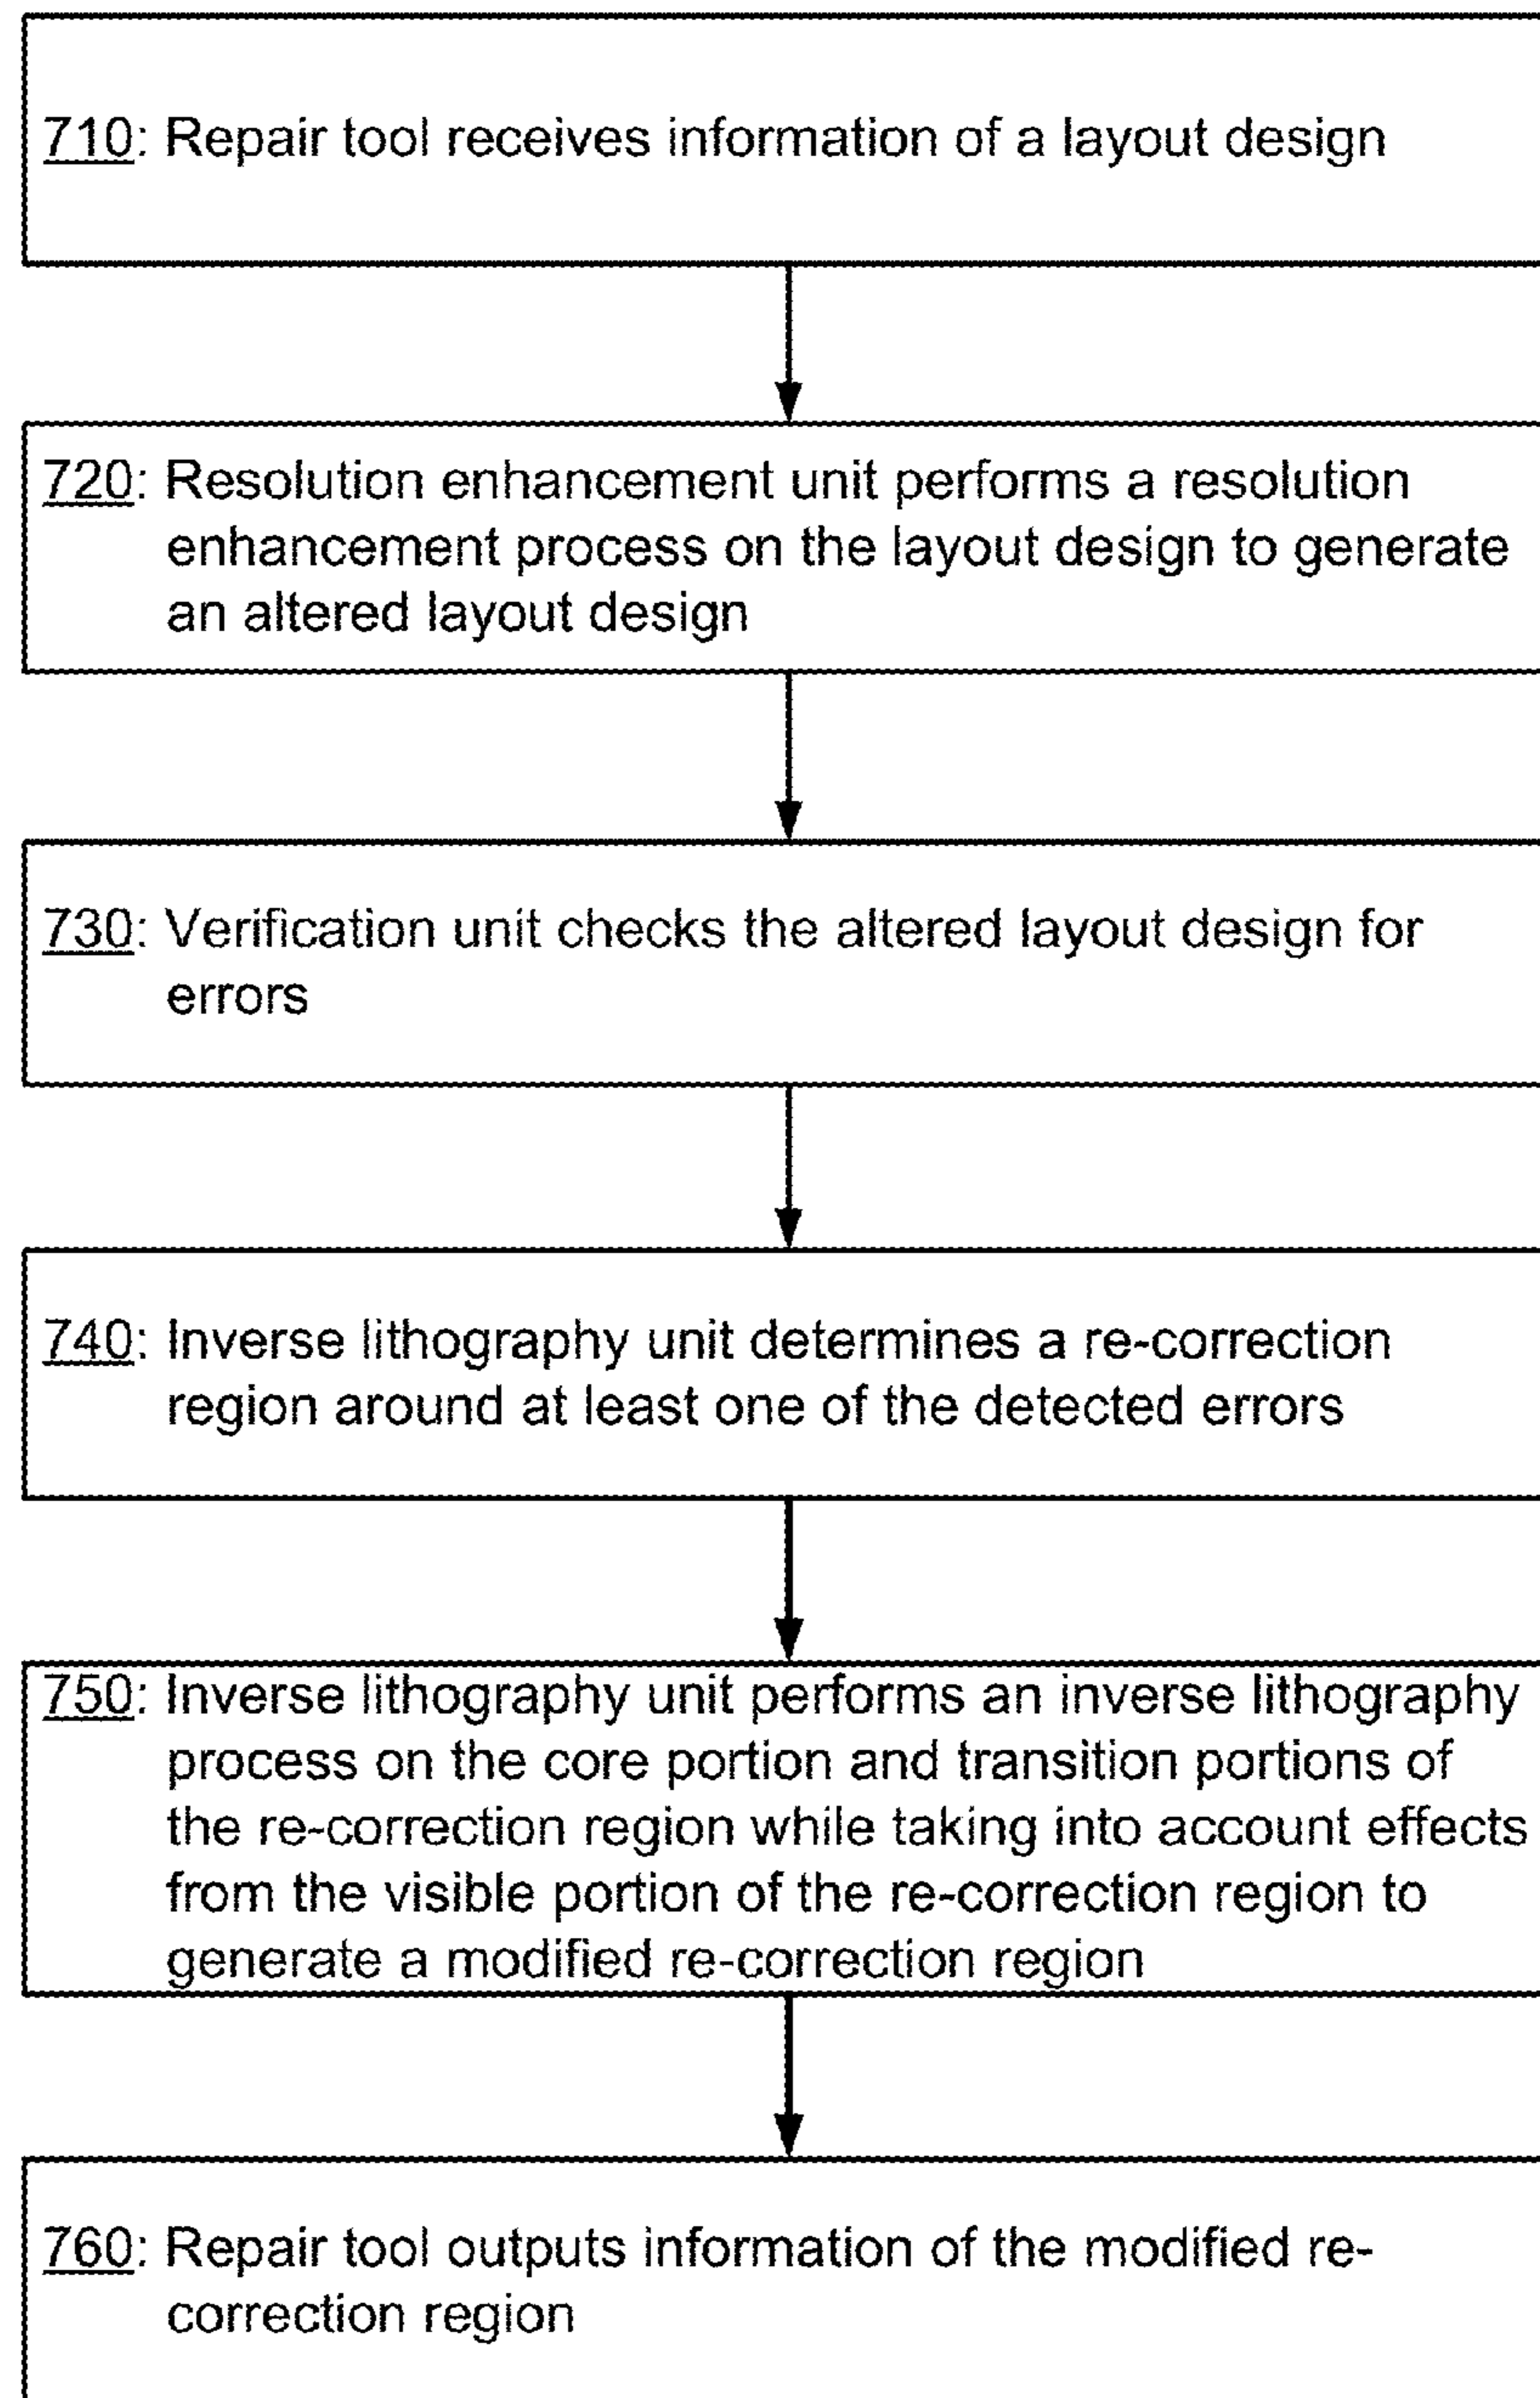 710: Repair tool receives information of a layout design
720: Resolution enhancement unit performs a resolution
enhancement process on the layout design to generate
an altered layout design
730: Verification unit checks the altered layout design for
errors
740: Inverse lithography unit determines a re-correction
region around at least one of the detected errors
750: Inverse lithography unit performs an inverse lithography
process on the core portion and transition portions of
the re-correction region while taking into account effects
from the visible portion of the re-correction region to
generate a modified re-correction region
760: Repair tool outputs information of the modified re-
correction region